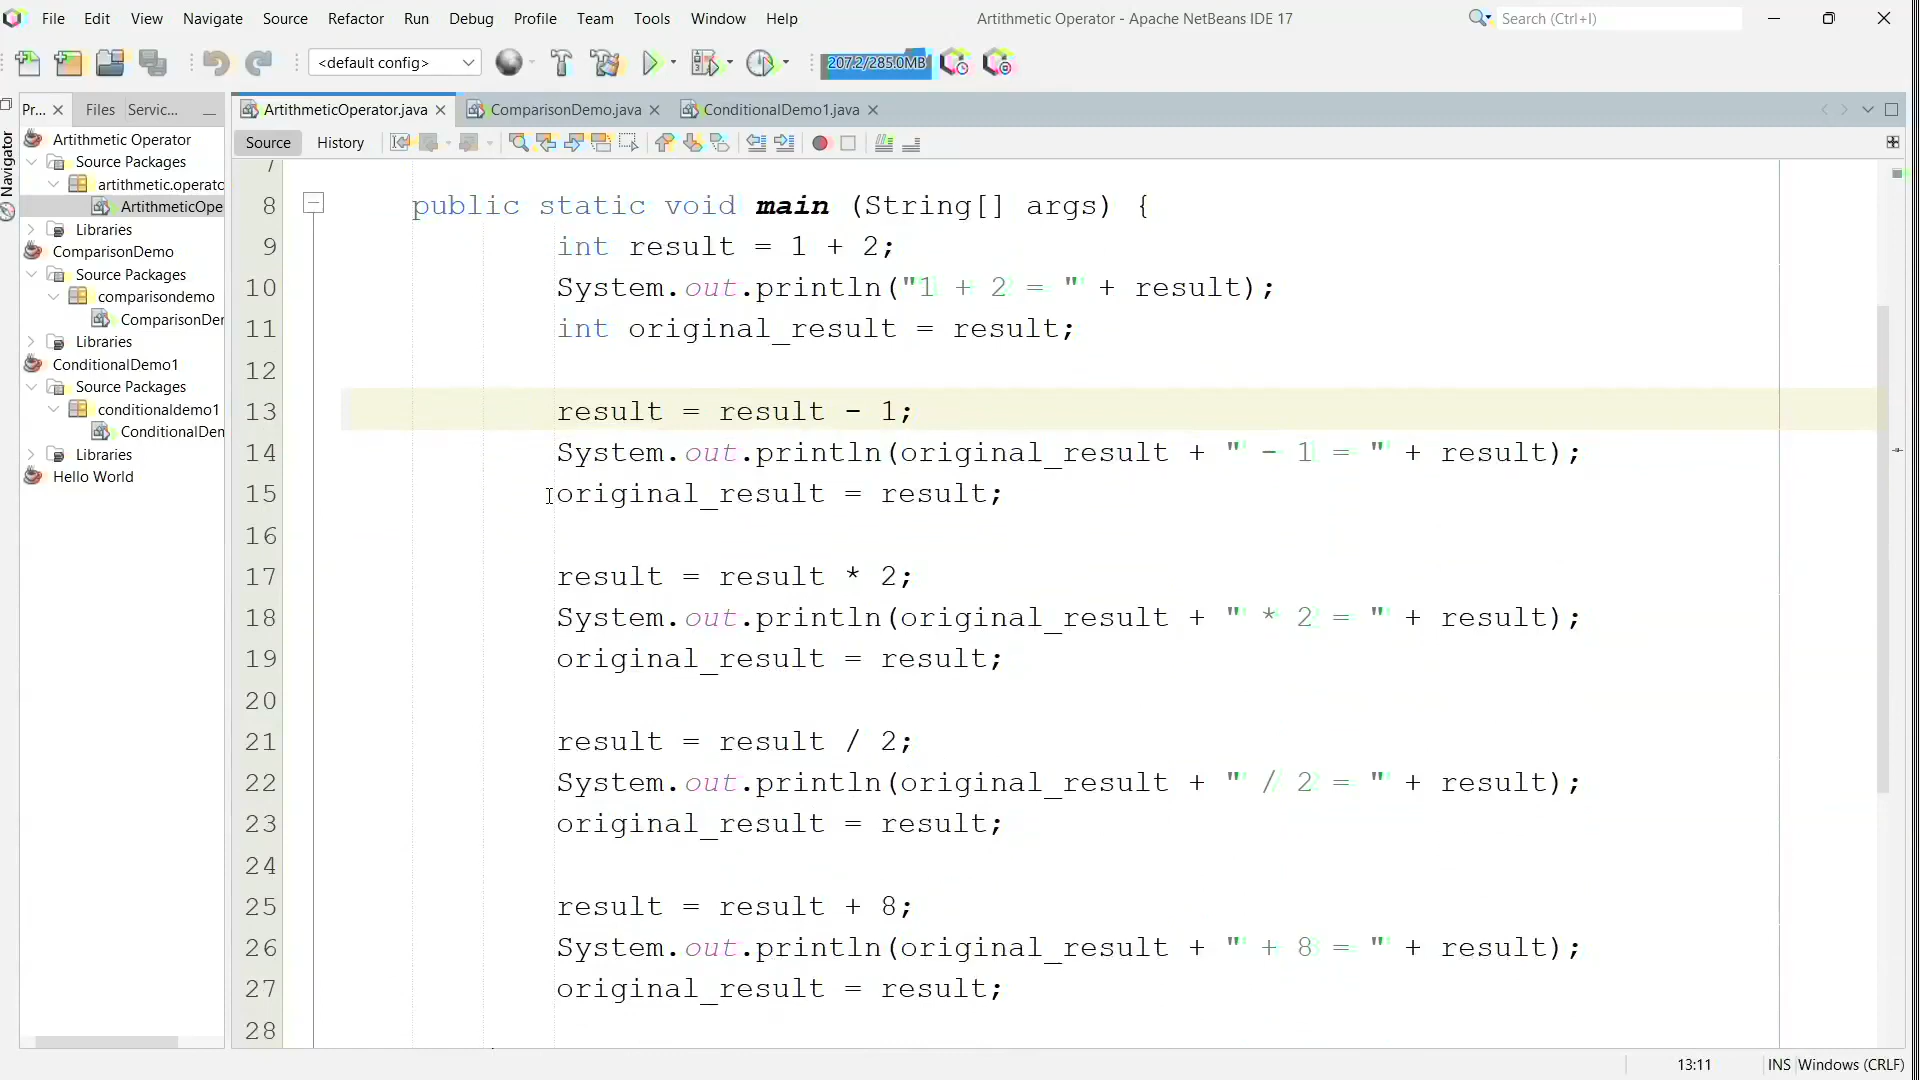 File Edit View Navigate Source Refactor Run Debug Profile Team Tools Window Help
Artithmetic Operator - Apache NetBeans IDE 17
Search (Ctrl+I)
<default config>
207.2/285.0MB
Pr... Files Servic...
ArtithmeticOperator.java ComparisonDemo.java ConditionalDemo1.java
Source History
Navigator
Artithmetic Operator
Source Packages
artithmetic.operato
ArtithmeticOpe
Libraries
ComparisonDemo
Source Packages
comparisondemo
ComparisonDer
Libraries
ConditionalDemo1
Source Packages
conditionaldemo1
ConditionalDen
Libraries
Hello World
7
8 public static void main (String[] args) {
9 int result = 1 + 2;
10 System.out.println("1 + 2 = " + result);
11 int original_result = result;
12
13 result = result - 1;
14 System.out.println(original_result + " - 1 = " + result);
15 original_result = result;
16
17 result = result * 2;
18 System.out.println(original_result + " * 2 = " + result);
19 original_result = result;
20
21 result = result / 2;
22 System.out.println(original_result + " / 2 = " + result);
23 original_result = result;
24
25 result = result + 8;
26 System.out.println(original_result + " + 8 = " + result);
27 original_result = result;
28
13:11 INS Windows (CRLF)